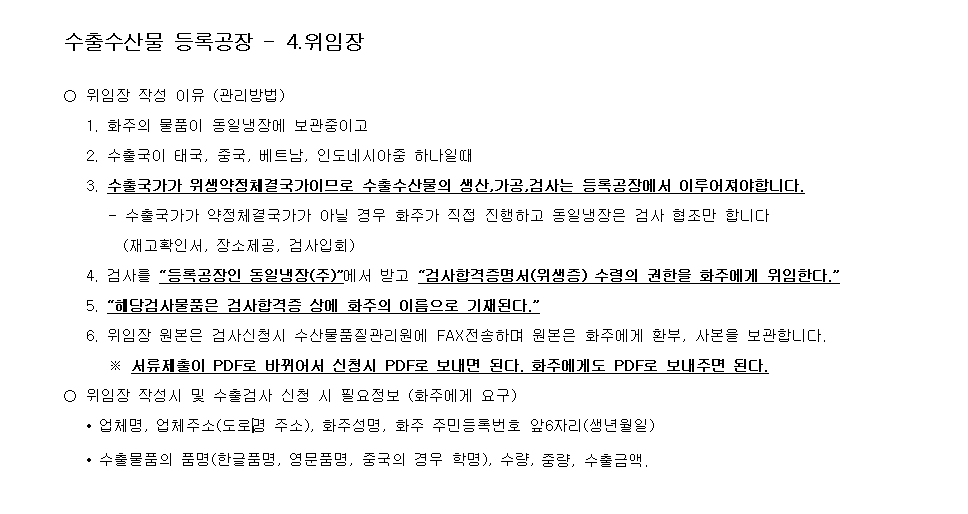 수출수산물 등록공장 - 4.위임장
○ 위임장 작성 이유 (관리방법)
1. 화주의 물품이 동일냉장에 보관중이고
2. 수출국이 태국, 중국, 베트남, 인도네시아중 하나일때
3. 수출국가가 위생약정체결국가이므로 수출수산물의 생산,가공,검사는 등록공장에서 이루어져야합니다.
- 수출국가가 약정체결국가가 아닐 경우 화주가 직접 진행하고 동일냉장은 검사 협조만 합니다
(재고확인서, 장소제공, 검사입회)
4. 검사를 “등록공장인 동일냉장(주)”에서 받고 “검사합격증명서(위생증) 수령의 권한을 화주에게 위임한다.”
5. “해당검사물품은 검사합격증 상에 화주의 이름으로 기재된다.”
6. 위임장 원본은 검사신청시 수산물품질관리원에 FAX전송하며 원본은 화주에게 환부, 사본을 보관합니다.
※ 서류제출이 PDF로 바뀌어서 신청시 PDF로 보내면 된다. 화주에게도 PDF로 보내주면 된다.
○ 위임장 작성시 및 수출검사 신청 시 필요정보 (화주에게 요구)
• 업체명, 업체주소(도로명 주소), 화주성명, 화주 주민등록번호 앞6자리(생년월일)
• 수출물품의 품명(한글품명, 영문품명, 중국의 경우 학명), 수량, 중량, 수출금액.